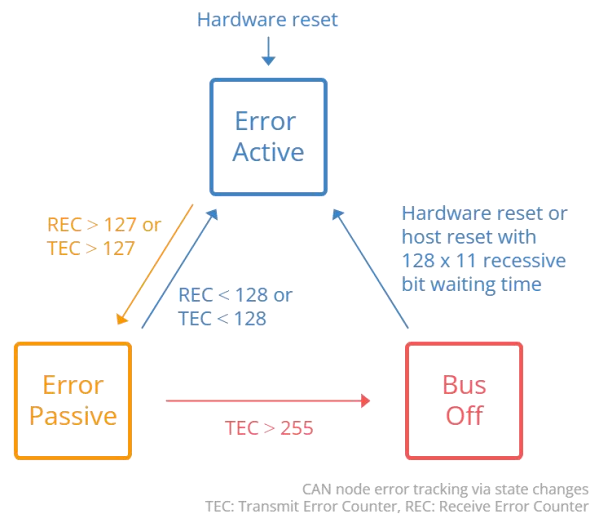 Hardware reset
Error
Active
REC > 127 or
TEC > 127
Hardware reset or
host reset with
128 x 11 recessive
bit waiting time
REC < 128 or
TEC < 128
Error
Passive
TEC > 255
Bus
Off
CAN node error tracking via state changes
TEC: Transmit Error Counter, REC: Receive Error Counter